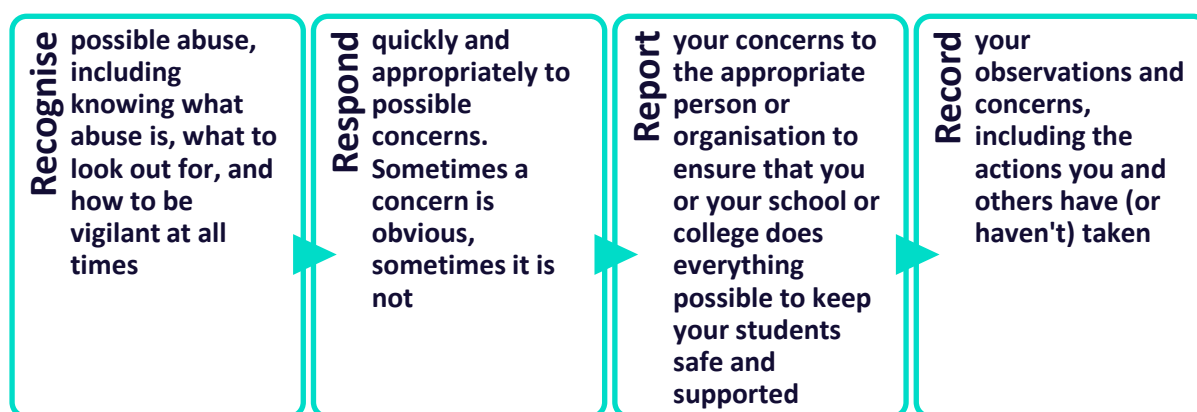 Recognise
possible abuse,
including
knowing what
abuse is, what to
look out for, and
how to be
vigilant at all
times
Respond
quickly and
appropriately to
possible
concerns.
Sometimes a
concern is
obvious,
sometimes it is
not
Report
your concerns to
the appropriate
person or
organisation to
ensure that you
or your school or
college does
everything
possible to keep
your students
safe and
supported
Record
your
observations and
concerns,
including the
actions you and
others have (or
haven't) taken